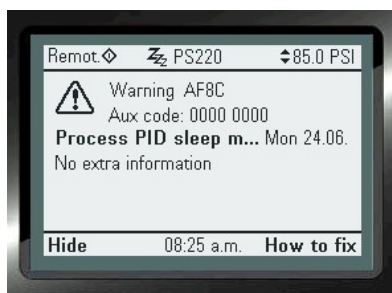 Remot. PS220 85.0 PSI
Warning AF8C
Aux code: 0000 0000
Process PID sleep m... Mon 24.06.
No extra information
Hide 08:25 a.m. How to fix